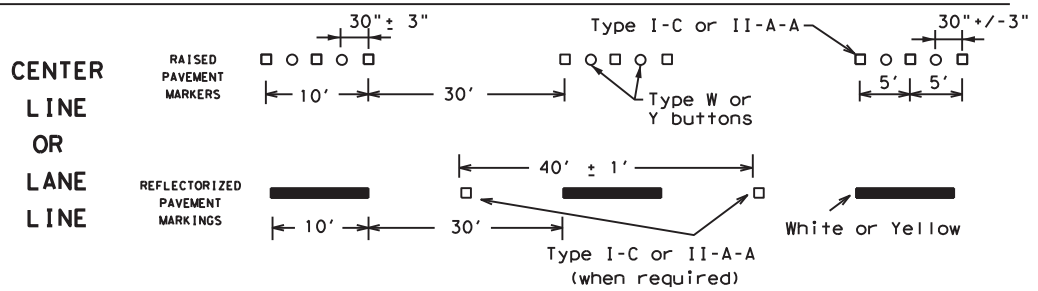 30"± 3"
Type I-C or II-A-A
30"+/-3"
CENTER
LINE
OR
LANE
LINE
RAISED
PAVEMENT
MARKERS
10'
30'
5'
5'
Type W or
Y buttons
REFLECTORIZED
PAVEMENT
MARKINGS
40' ± 1'
10'
30'
White or Yellow
Type I-C or II-A-A
(when required)